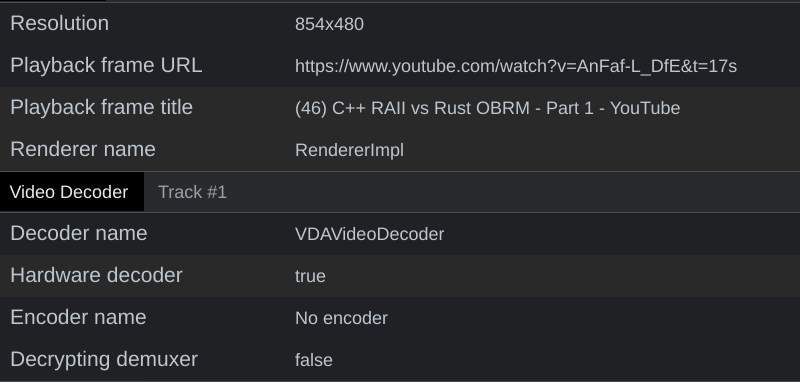 Resolution 854x480
Playback frame URL https://www.youtube.com/watch?v=AnFaf-L_DfE&t=17s
Playback frame title (46) C++ RAII vs Rust OBRM - Part 1 - YouTube
Renderer name RendererImpl
Video Decoder Track #1
Decoder name VDAVideoDecoder
Hardware decoder true
Encoder name No encoder
Decrypting demuxer false